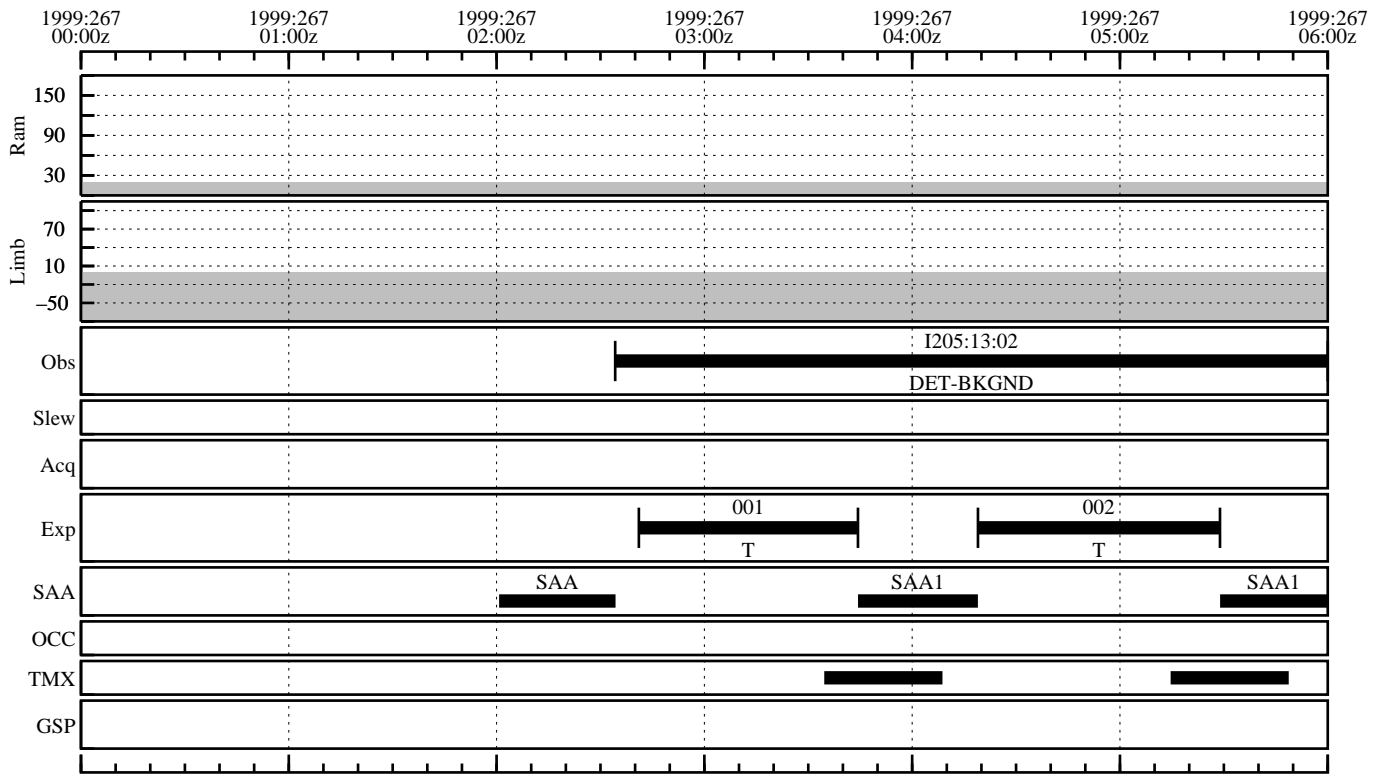 1999:267 1999:267 1999:267 1999:267 1999:267 1999:267 1999:267
00:00z 01:00z 02:00z 03:00z 04:00z 05:00z 06:00z
Ram
150
90
30
Limb
70
10
–50
Obs
I205:13:02
DET-BKGND
Slew
Acq
Exp
001 002
T T
SAA
SAA SAA1 SAA1
OCC
TMX
GSP